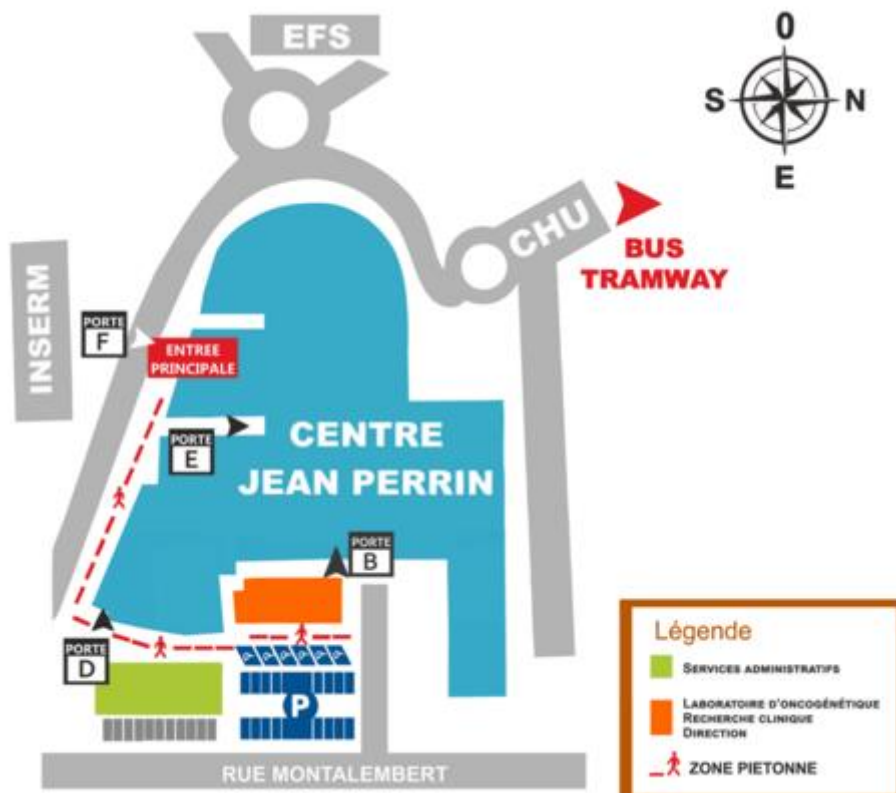 EFS
O
S
N
E
CHU
BUS
TRAMWAY
INSERM
PORTE
F
ENTREE
PRINCIPALE
PORTE
E
CENTRE
JEAN PERRIN
PORTE
B
PORTE
D
P P P P P P
P
RUE MONTALEMBERT
Légende
SERVICES ADMINISTRATIFS
LABORATOIRE D'ONCOGÉNÉTIQUE
RECHERCHE CLINIQUE
DIRECTION
ZONE PIETONNE